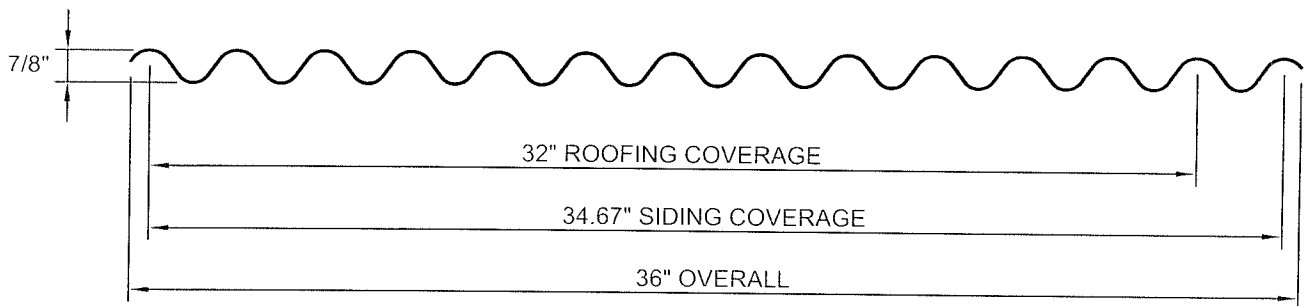 7/8"
32" ROOFING COVERAGE
34.67" SIDING COVERAGE
36" OVERALL